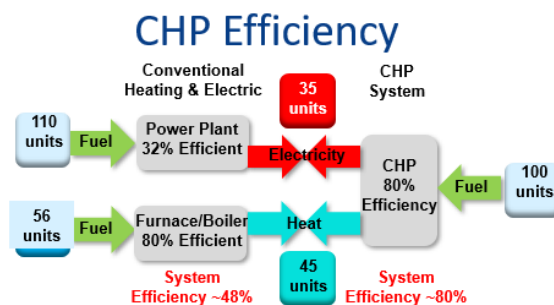 CHP Efficiency
Conventional
Heating & Electric
35
units
CHP
System
110
units
Fuel
Power Plant
32% Efficient
Electricity
CHP
80%
Efficiency
Fuel
100
units
56
units
Fuel
Furnace/Boiler
80% Efficient
Heat
System
Efficiency ~48%
45
units
System
Efficiency ~80%